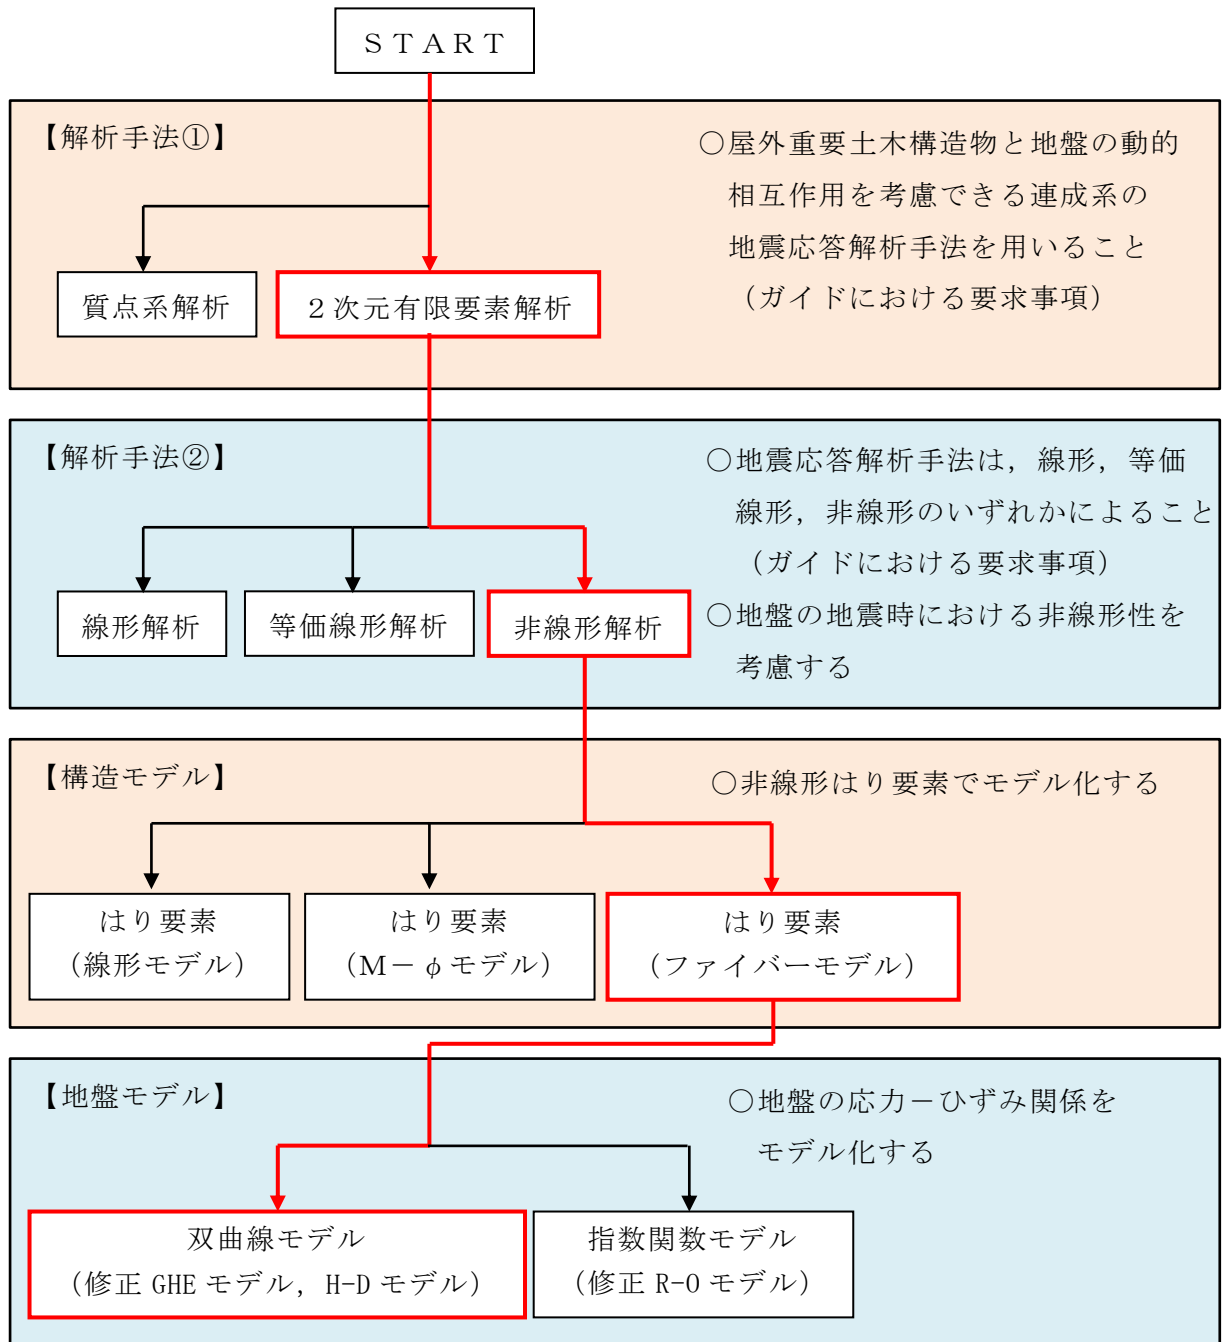 ＳＴＡＲＴ
【解析手法①】
○屋外重要土木構造物と地盤の動的
相互作用を考慮できる連成系の
地震応答解析手法を用いること
（ガイドにおける要求事項）
質点系解析
２次元有限要素解析
【解析手法②】
○地震応答解析手法は，線形，等価
線形，非線形のいずれかによること
（ガイドにおける要求事項）
○地盤の地震時における非線形性を
考慮する
線形解析
等価線形解析
非線形解析
【構造モデル】
○非線形はり要素でモデル化する
はり要素
（線形モデル）
はり要素
（Ｍ－φモデル）
はり要素
（ファイバーモデル）
【地盤モデル】
○地盤の応力－ひずみ関係を
モデル化する
双曲線モデル
（修正 GHE モデル，H-D モデル）
指数関数モデル
（修正 R-O モデル）